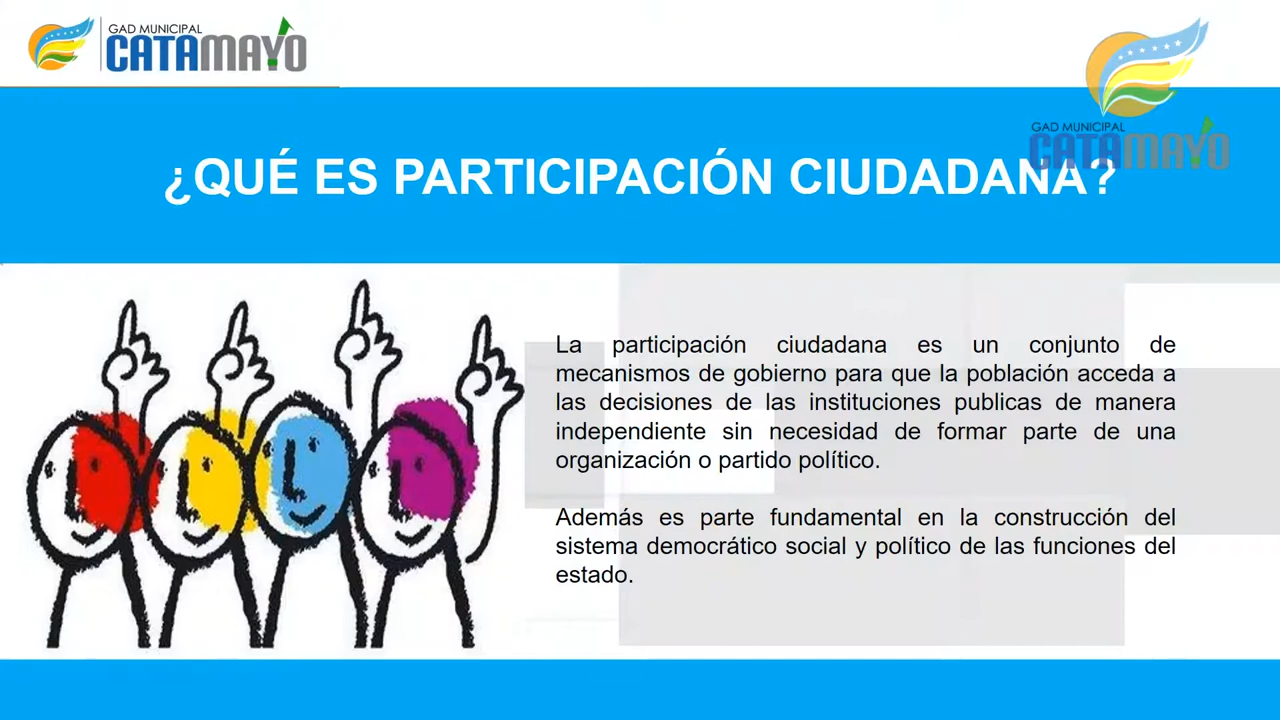 GAD MUNICIPAL
CATAMAYO
GAD MUNICIPAL
CATAMAYO
¿QUÉ ES PARTICIPACIÓN CIUDADANA?
La participación ciudadana es un conjunto de
mecanismos de gobierno para que la población acceda a
las decisiones de las instituciones publicas de manera
independiente sin necesidad de formar parte de una
organización o partido político.
Además es parte fundamental en la construcción del
sistema democrático social y político de las funciones del
estado.